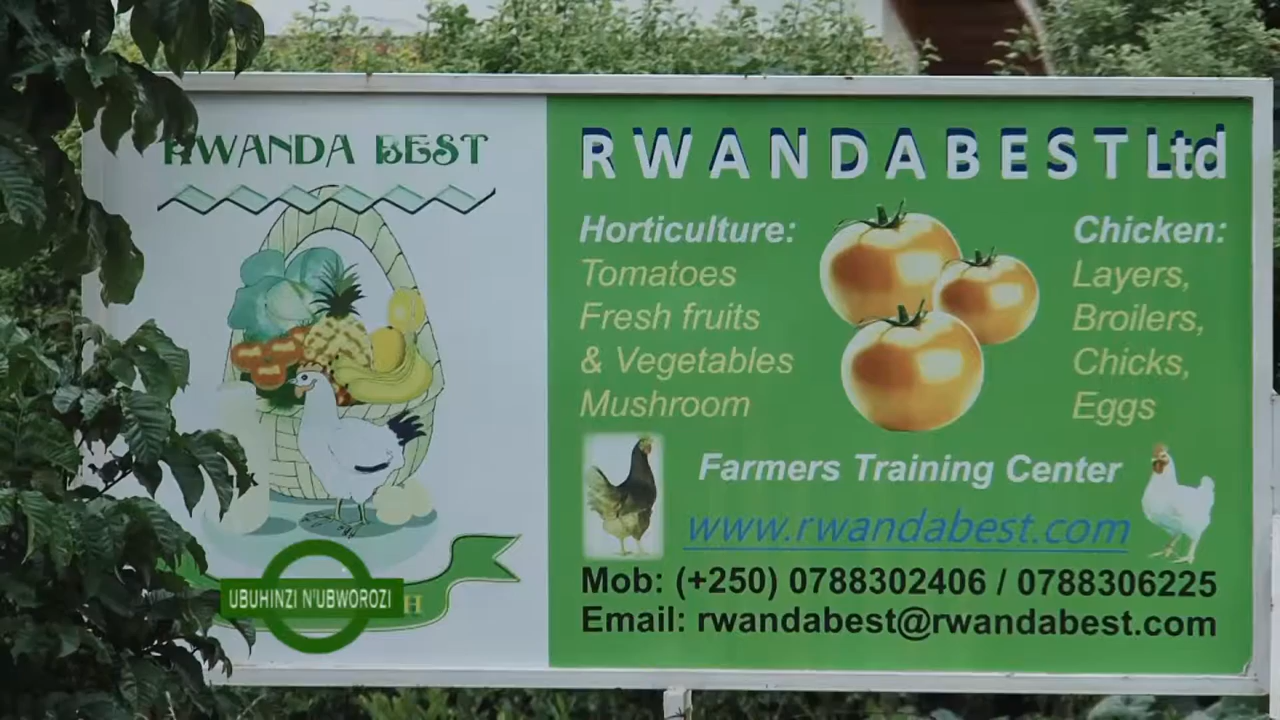 RWANDA BEST
RWANDABEST Ltd
Horticulture:
Tomatoes
Fresh fruits
& Vegetables
Mushroom
Chicken:
Layers,
Broilers,
Chicks,
Eggs
Farmers Training Center
www.rwandabest.com
Mob: (+250) 0788302406 / 0788306225
Email: rwandabest@rwandabest.com
UBUHINZI N'UBWOROZI